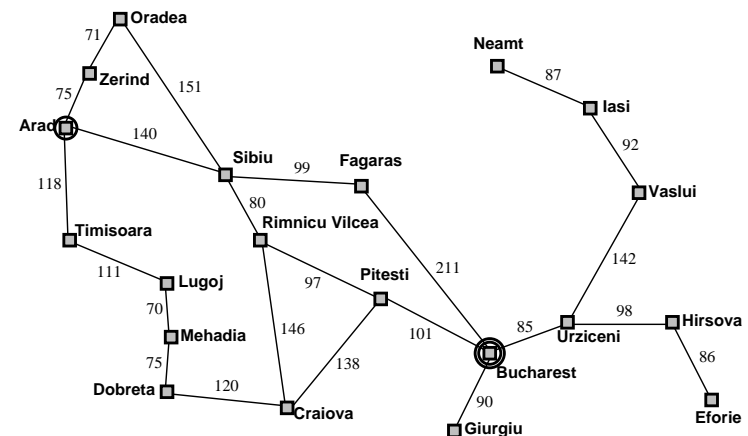 Oradea
71
Neamt
Zerind
87
151
75
Iasi
Arad
140
92
Sibiu
99
Fagaras
118
Vaslui
80
Timisoara
Rimnicu Vilcea
111
Lugoj
97
Pitesti
211
142
70
98
Hirsova
146
101
85
Mehadia
Urziceni
75
138
86
Bucharest
Dobreta
120
90
Craiova
Eforie
Giurgiu